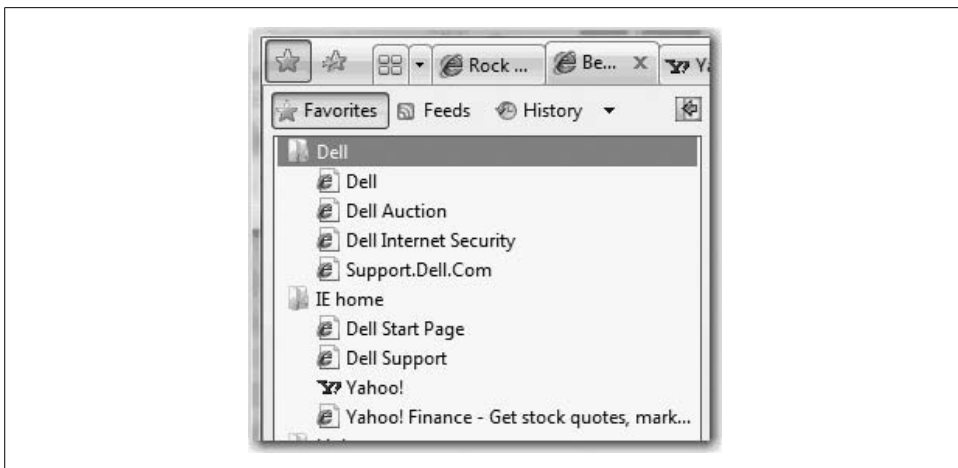 Rock ... Be... X Y
Favorites Feeds History
Dell
Dell
Dell Auction
Dell Internet Security
Support.Dell.Com
IE home
Dell Start Page
Dell Support
Yahoo!
Yahoo! Finance - Get stock quotes, mark...